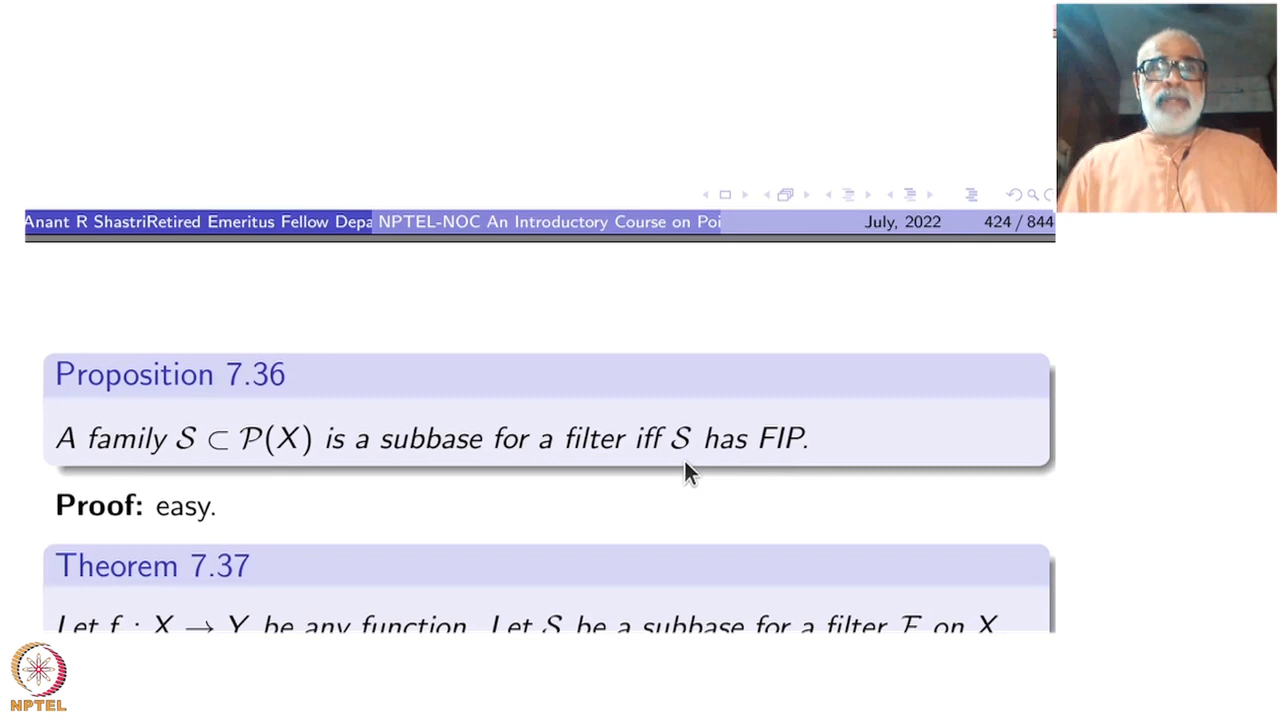 Anant R ShastriRetired Emeritus Fellow Depa NPTEL-NOC An Introductory Course on Poi July, 2022 424 / 844
Proposition 7.36
A family 𝒮 ⊂ 𝒫(X) is a subbase for a filter iff 𝒮 has FIP.
Proof: easy.
Theorem 7.37
Let f : X → Y be any function. Let 𝒮 be a subbase for a filter ℱ on X
NPTEL